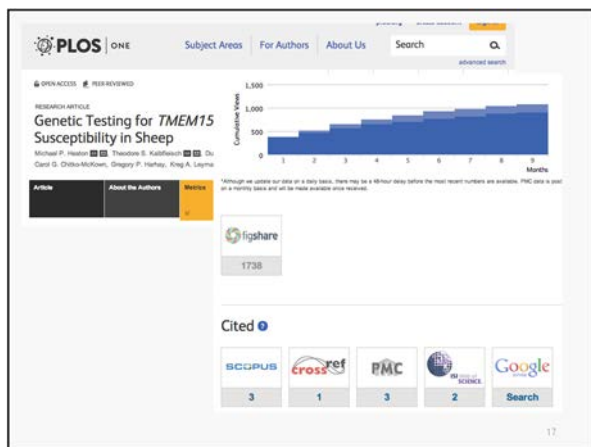 PLOS ONE
Subject Areas For Authors About Us Search
advanced search
OPEN ACCESS PEER REVIEWED
RESEARCH ARTICLE
Genetic Testing for TMEM15
Susceptibility in Sheep
Michael P. Heaton, Theodore S. Kalbfleisch, Du
Carol G. Chitko-McKown, Gregory P. Harhay, Kreg A. Leyma
Article About the Authors Metrics
Cumulative Views
1,500
1,000
500
0
1 2 3 4 5 6 7 8 9
Months
*Although we update our data on a daily basis, there may be a 48-hour delay before the most recent numbers are available. PMC data is post
on a monthly basis and will be made available once received.
figshare
1738
Cited ?
SCOPUS crossref PMC ISI SCIENCE Google
3 1 3 2 Search
17